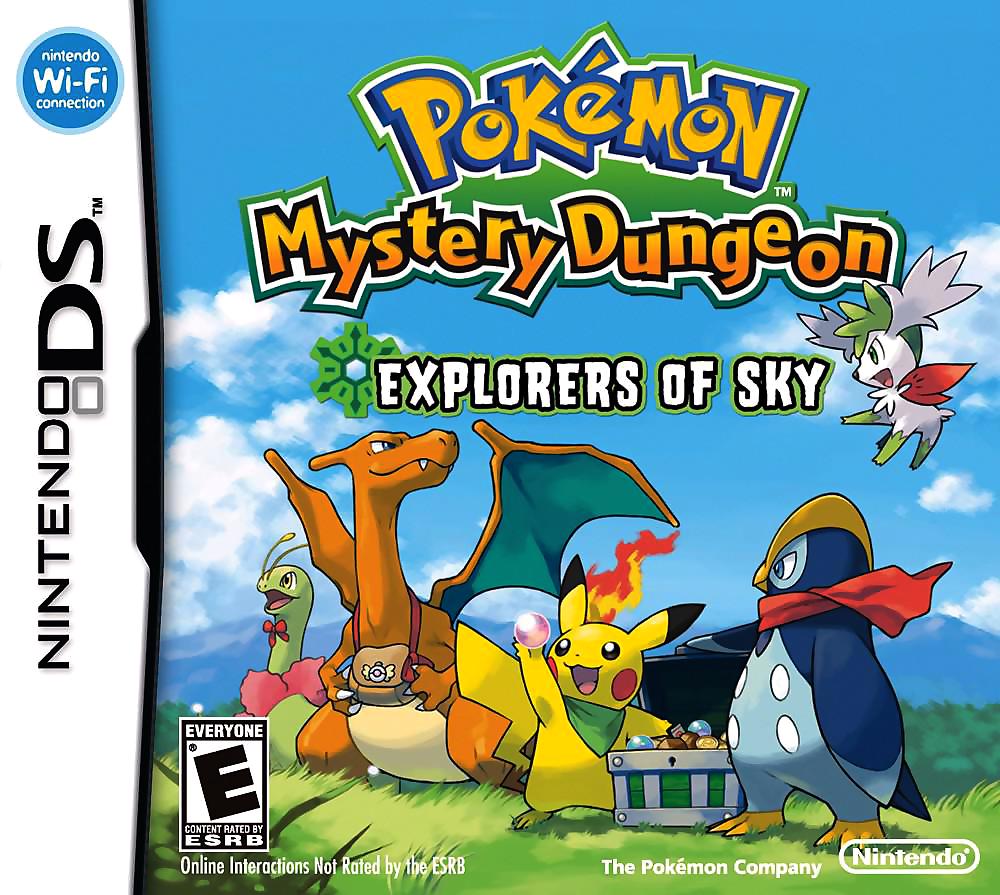 nintendo
Wi-Fi
connection
NINTENDO DS™
POKéMON™
Mystery Dungeon
EXPLORERS OF SKY
EVERYONE
E
®
CONTENT RATED BY
ESRB
Online Interactions Not Rated by the ESRB
The Pokémon Company
Nintendo®